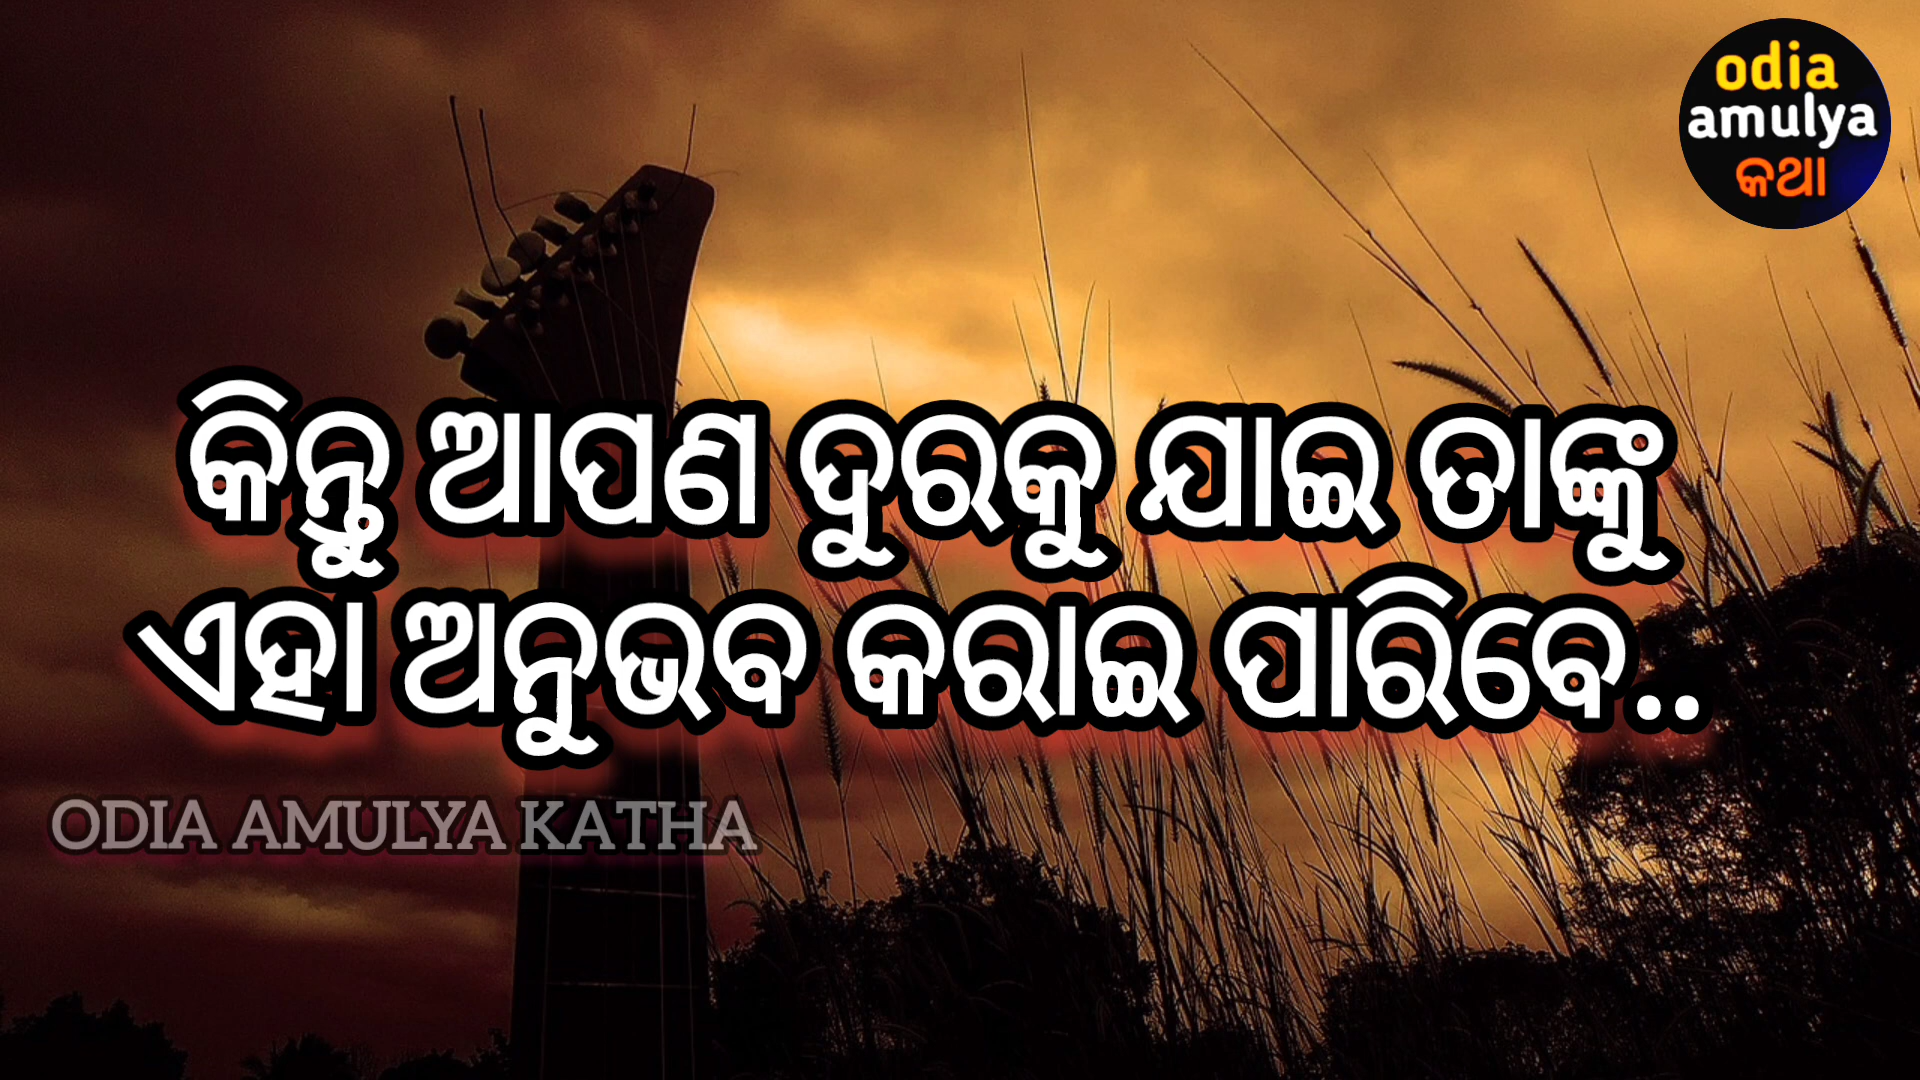 odia
amulya
କଥା
କିନ୍ତୁ ଆପଣ ଦୁରକୁ ଯାଇ ତାଙ୍କୁ
ଏହା ଅନୁଭବ କରାଇ ପାରିବେ..
ODIA AMULYA KATHA